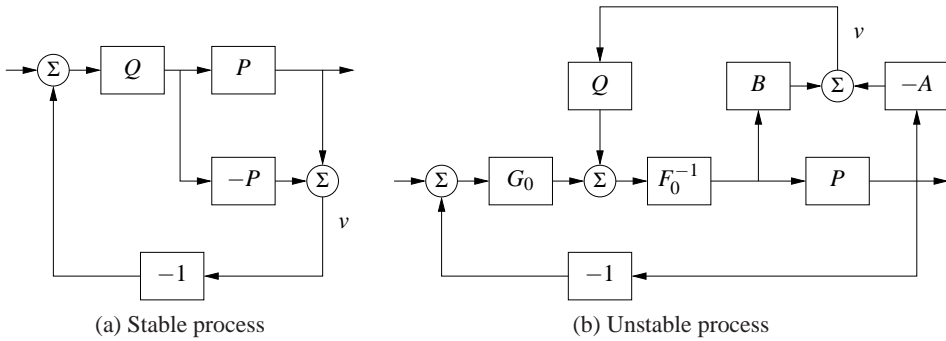 v
Σ Q P
Q B Σ −A
−P Σ
Σ G₀ Σ F₀⁻¹ P
v
−1
−1
(a) Stable process
(b) Unstable process